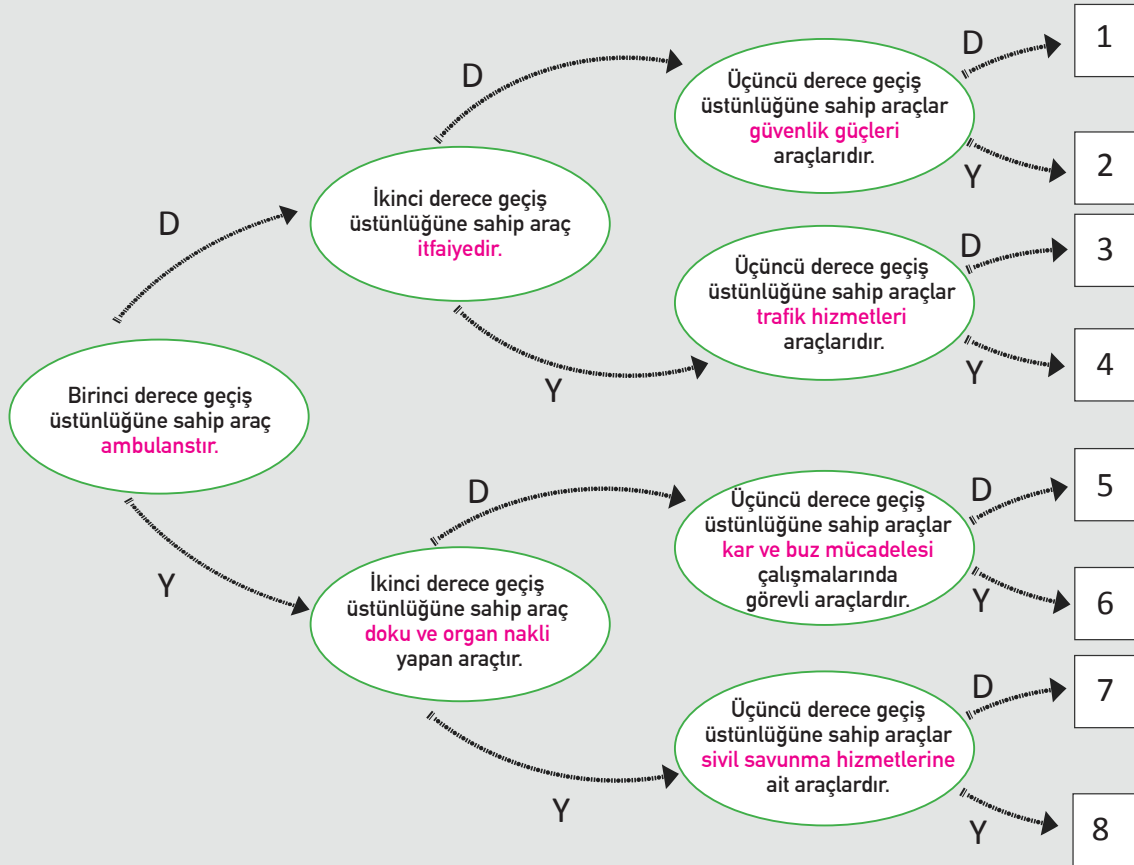 Birinci derece geçiş
üstünlüğüne sahip araç
ambulanstır.
D
Y
İkinci derece geçiş
üstünlüğüne sahip araç
itfaiyedir.
D
Y
İkinci derece geçiş
üstünlüğüne sahip araç
doku ve organ nakli
yapan araçtır.
D
Y
Üçüncü derece geçiş
üstünlüğüne sahip araçlar
güvenlik güçleri
araçlarıdır.
D
1
Y
2
Üçüncü derece geçiş
üstünlüğüne sahip araçlar
trafik hizmetleri
araçlarıdır.
D
3
Y
4
Üçüncü derece geçiş
üstünlüğüne sahip araçlar
kar ve buz mücadelesi
çalışmalarında
görevli araçlardır.
D
5
Y
6
Üçüncü derece geçiş
üstünlüğüne sahip araçlar
sivil savunma hizmetlerine
ait araçlardır.
D
7
Y
8